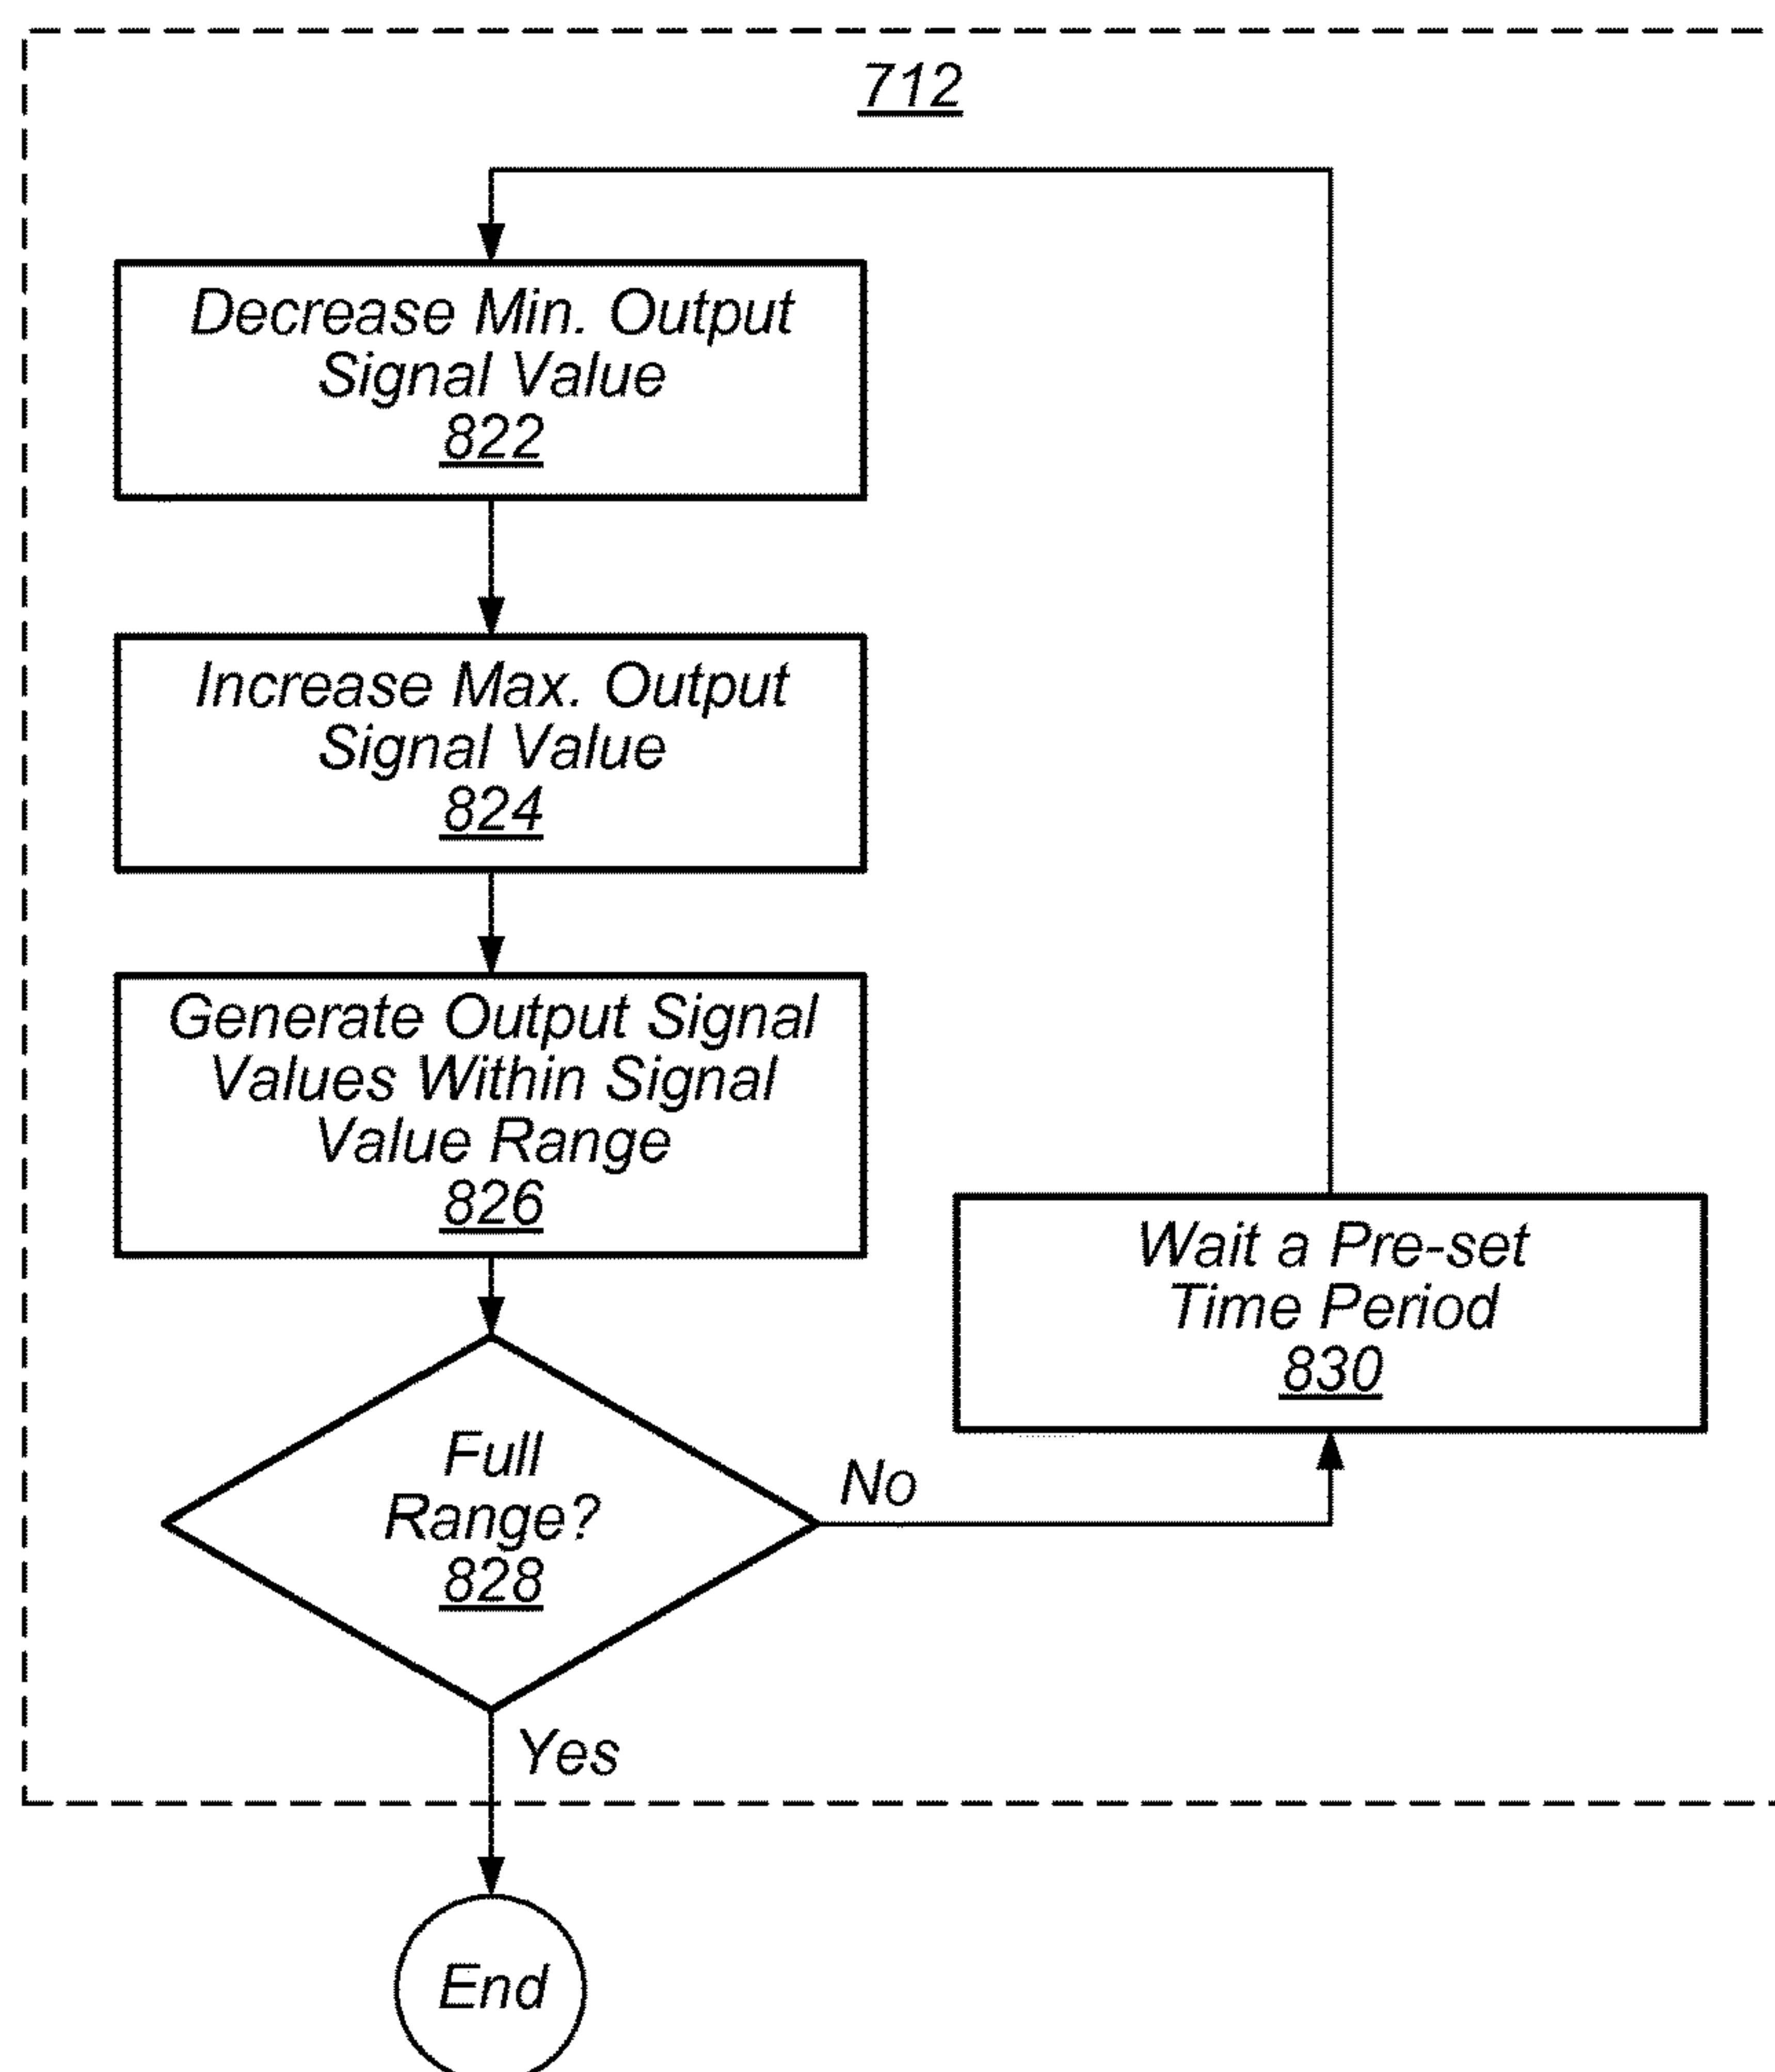 712
Decrease Min. Output
Signal Value
822
Increase Max. Output
Signal Value
824
Generate Output Signal
Values Within Signal
Value Range
826
Wait a Pre-set
Time Period
830
Full
Range?
828
No
Yes
End